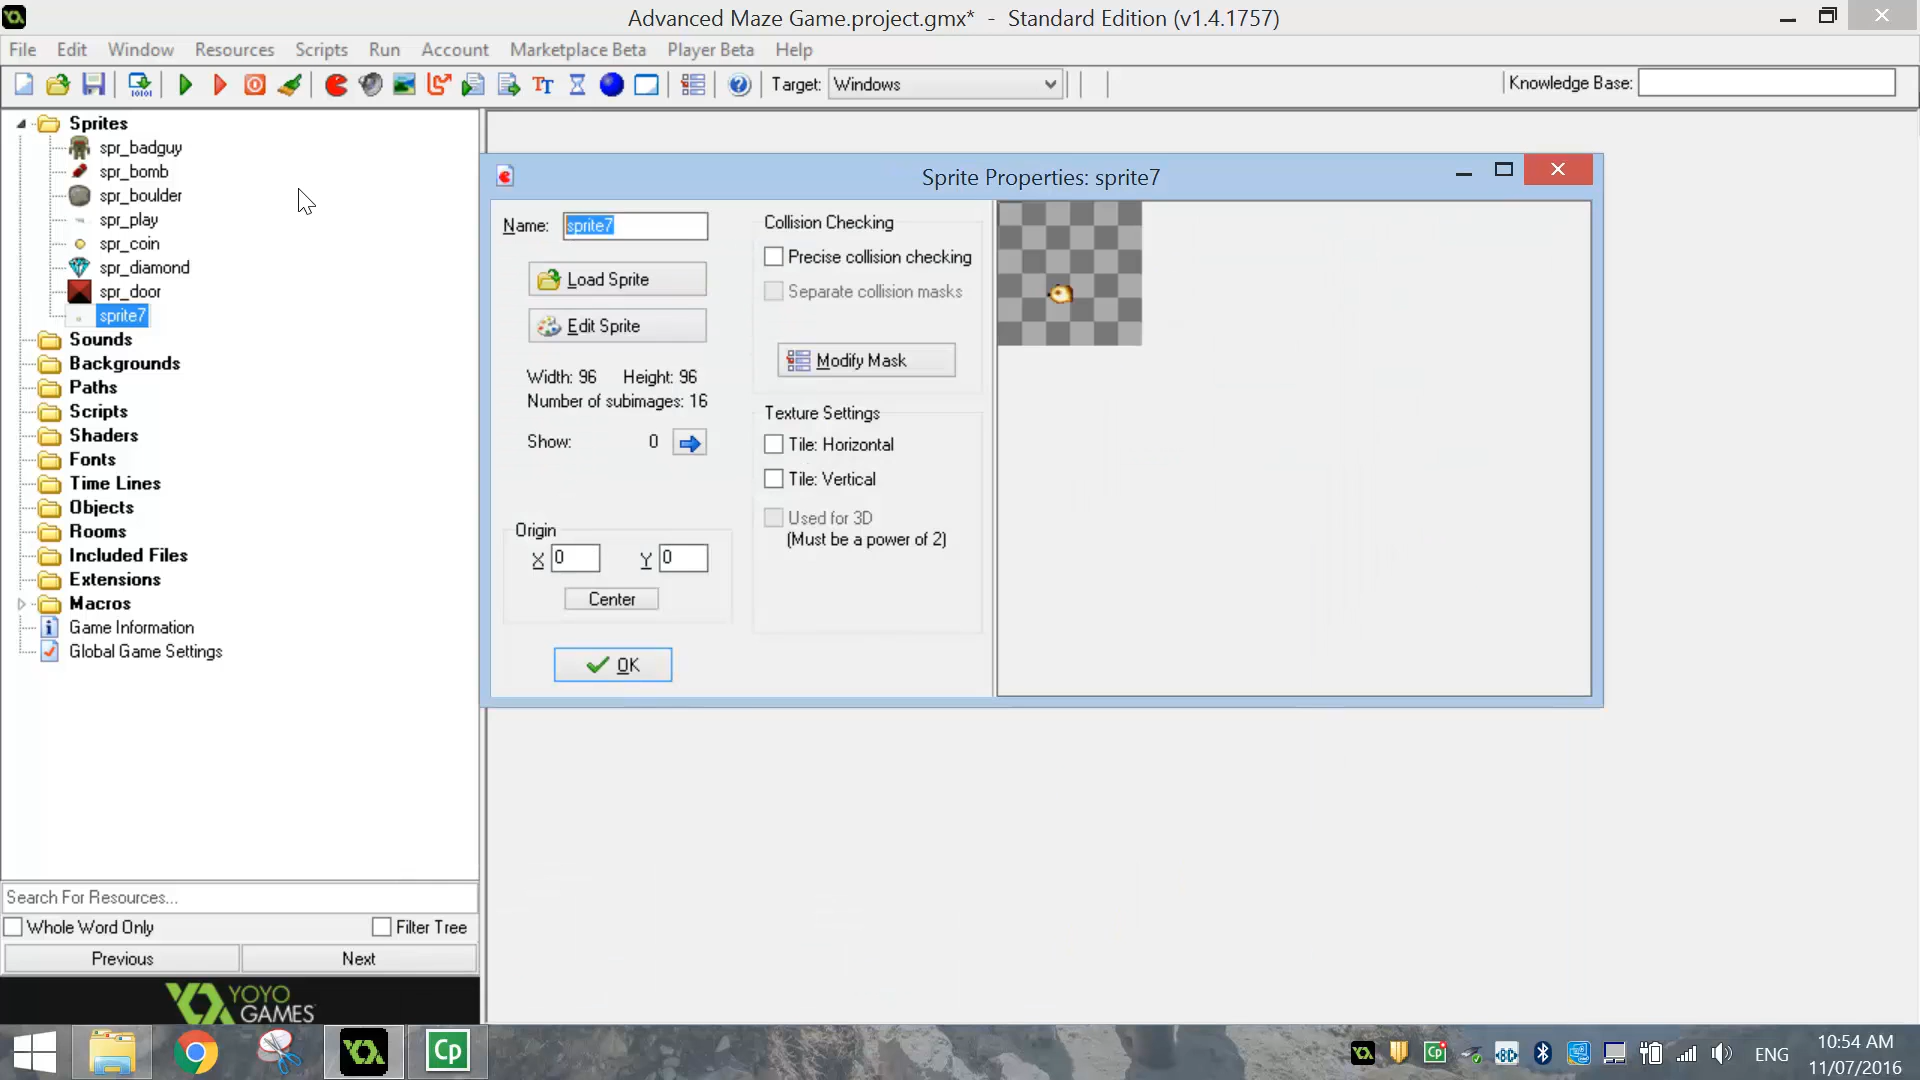 Advanced Maze Game.project.gmx*  -  Standard Edition (v1.4.1757)
File Edit Window Resources Scripts Run Account Marketplace Beta Player Beta Help
Target: Windows
Knowledge Base:
Sprites
spr_badguy
spr_bomb
spr_boulder
spr_play
spr_coin
spr_diamond
spr_door
sprite7
Sounds
Backgrounds
Paths
Scripts
Shaders
Fonts
Time Lines
Objects
Rooms
Included Files
Extensions
Macros
Game Information
Global Game Settings
Search For Resources...
Whole Word Only Filter Tree
Previous Next
YOYO
GAMES
Sprite Properties: sprite7
Name: sprite7
Load Sprite
Edit Sprite
Width: 96 Height: 96
Number of subimages: 16
Show: 0
Origin
X 0 Y 0
Center
OK
Collision Checking
Precise collision checking
Separate collision masks
Modify Mask
Texture Settings
Tile: Horizontal
Tile: Vertical
Used for 3D
(Must be a power of 2)
Cp
ENG
10:54 AM
11/07/2016